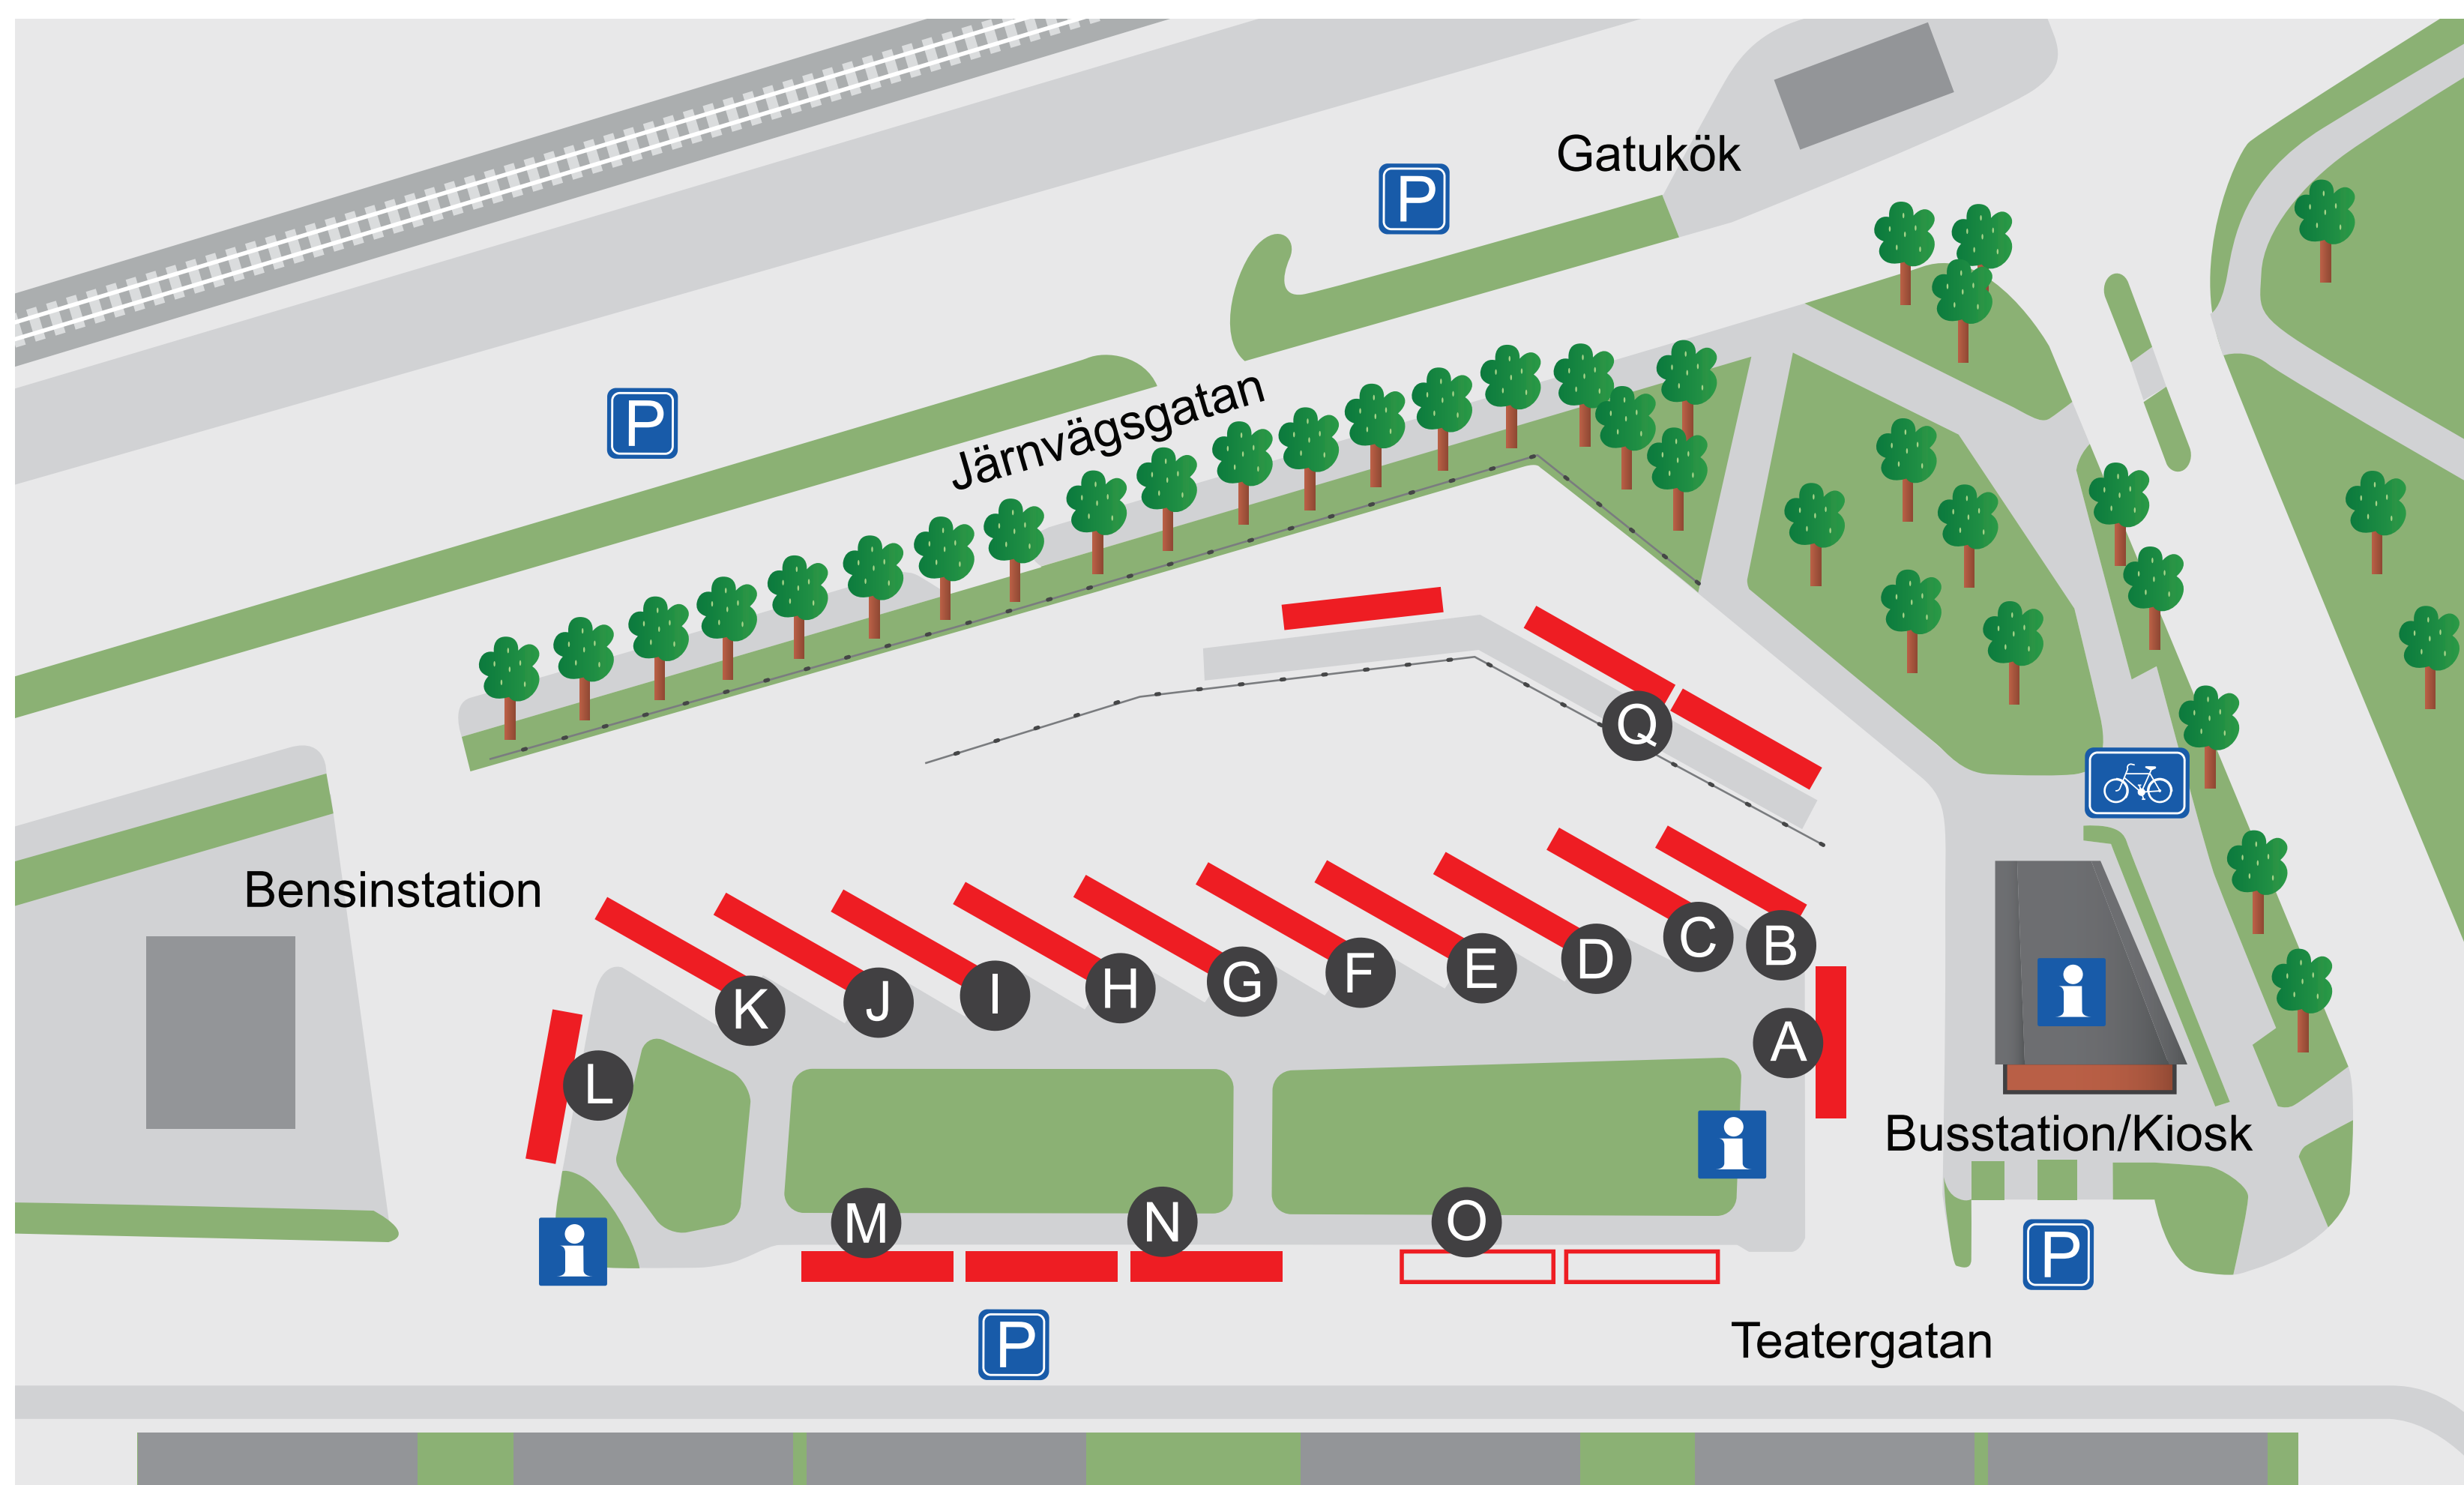 Gatukök
P
P
Järnvägsgatan
Q
Bensinstation
K
J
I
H
G
F
E
D
C
B
A
L
i
i
Busstation/Kiosk
M
N
O
i
P
P
Teatergatan